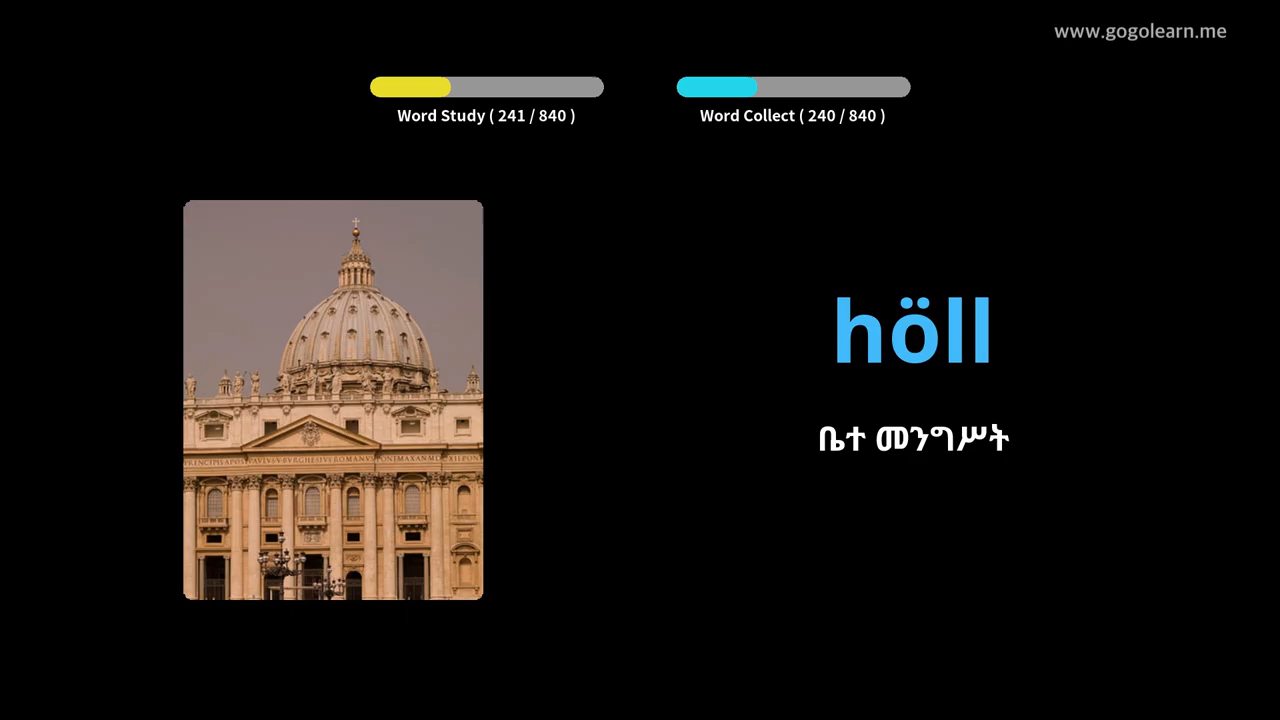 www.gogolearn.me
Word Study ( 241 / 840 )
Word Collect ( 240 / 840 )
höll
ቤተ መንግሥት